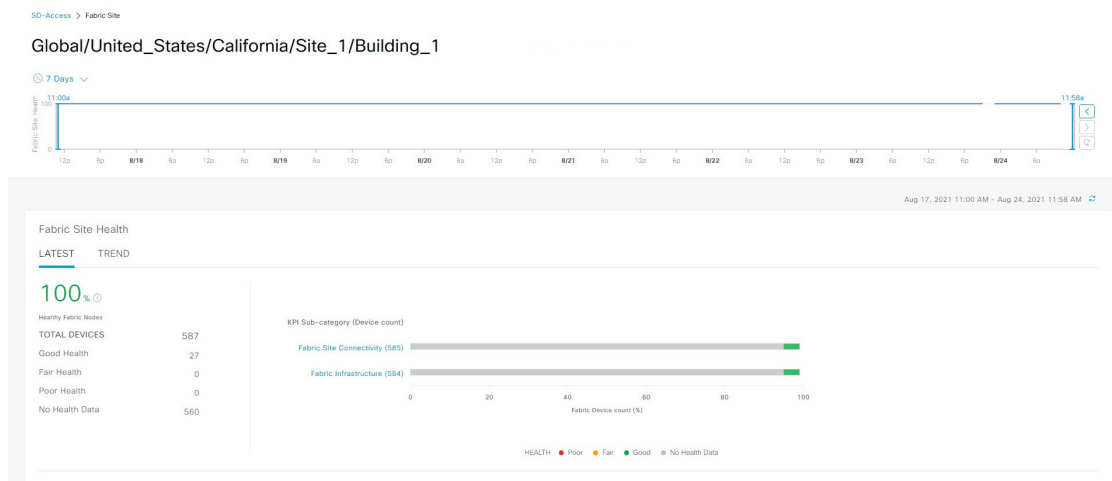 SD-Access > Fabric Site
Global/United_States/California/Site_1/Building_1
7 Days
11:00a 11:58a
Fabric Site Health
100
0
12p 6p 8/18 6a 12p 6p 8/19 6a 12p 6p 8/20 6a 12p 6p 8/21 6a 12p 6p 8/22 6a 12p 6p 8/23 6a 12p 6p 8/24 6a
Aug 17, 2021 11:00 AM - Aug 24, 2021 11:58 AM
Fabric Site Health
LATEST TREND
100%
Healthy Fabric Nodes
TOTAL DEVICES 587
Good Health 27
Fair Health 0
Poor Health 0
No Health Data 560
KPI Sub-category (Device count)
Fabric Site Connectivity (585)
Fabric Infrastructure (584)
0 20 40 60 80 100
Fabric Device count (%)
HEALTH Poor Fair Good No Health Data